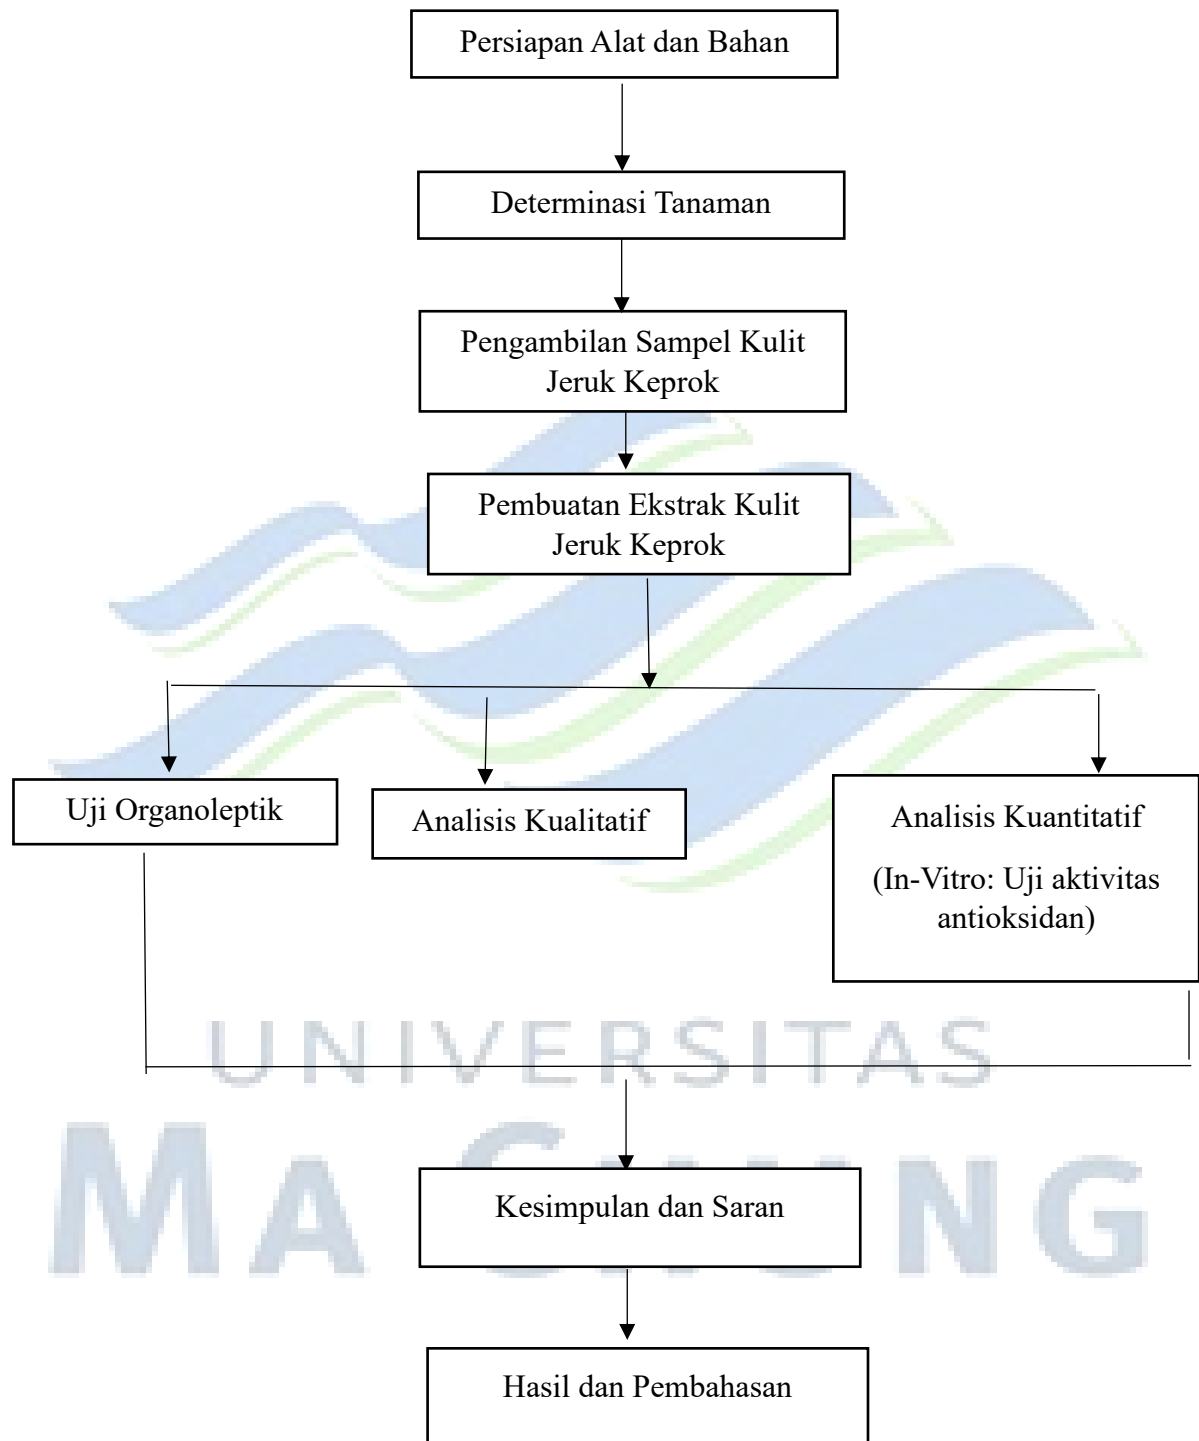 Persiapan Alat dan Bahan
Determinasi Tanaman
Pengambilan Sampel Kulit
Jeruk Keprok
Pembuatan Ekstrak Kulit
Jeruk Keprok
Uji Organoleptik
Analisis Kualitatif
Analisis Kuantitatif
(In-Vitro: Uji aktivitas
antioksidan)
UNIVERSITAS
MA CHUNG
Kesimpulan dan Saran
Hasil dan Pembahasan